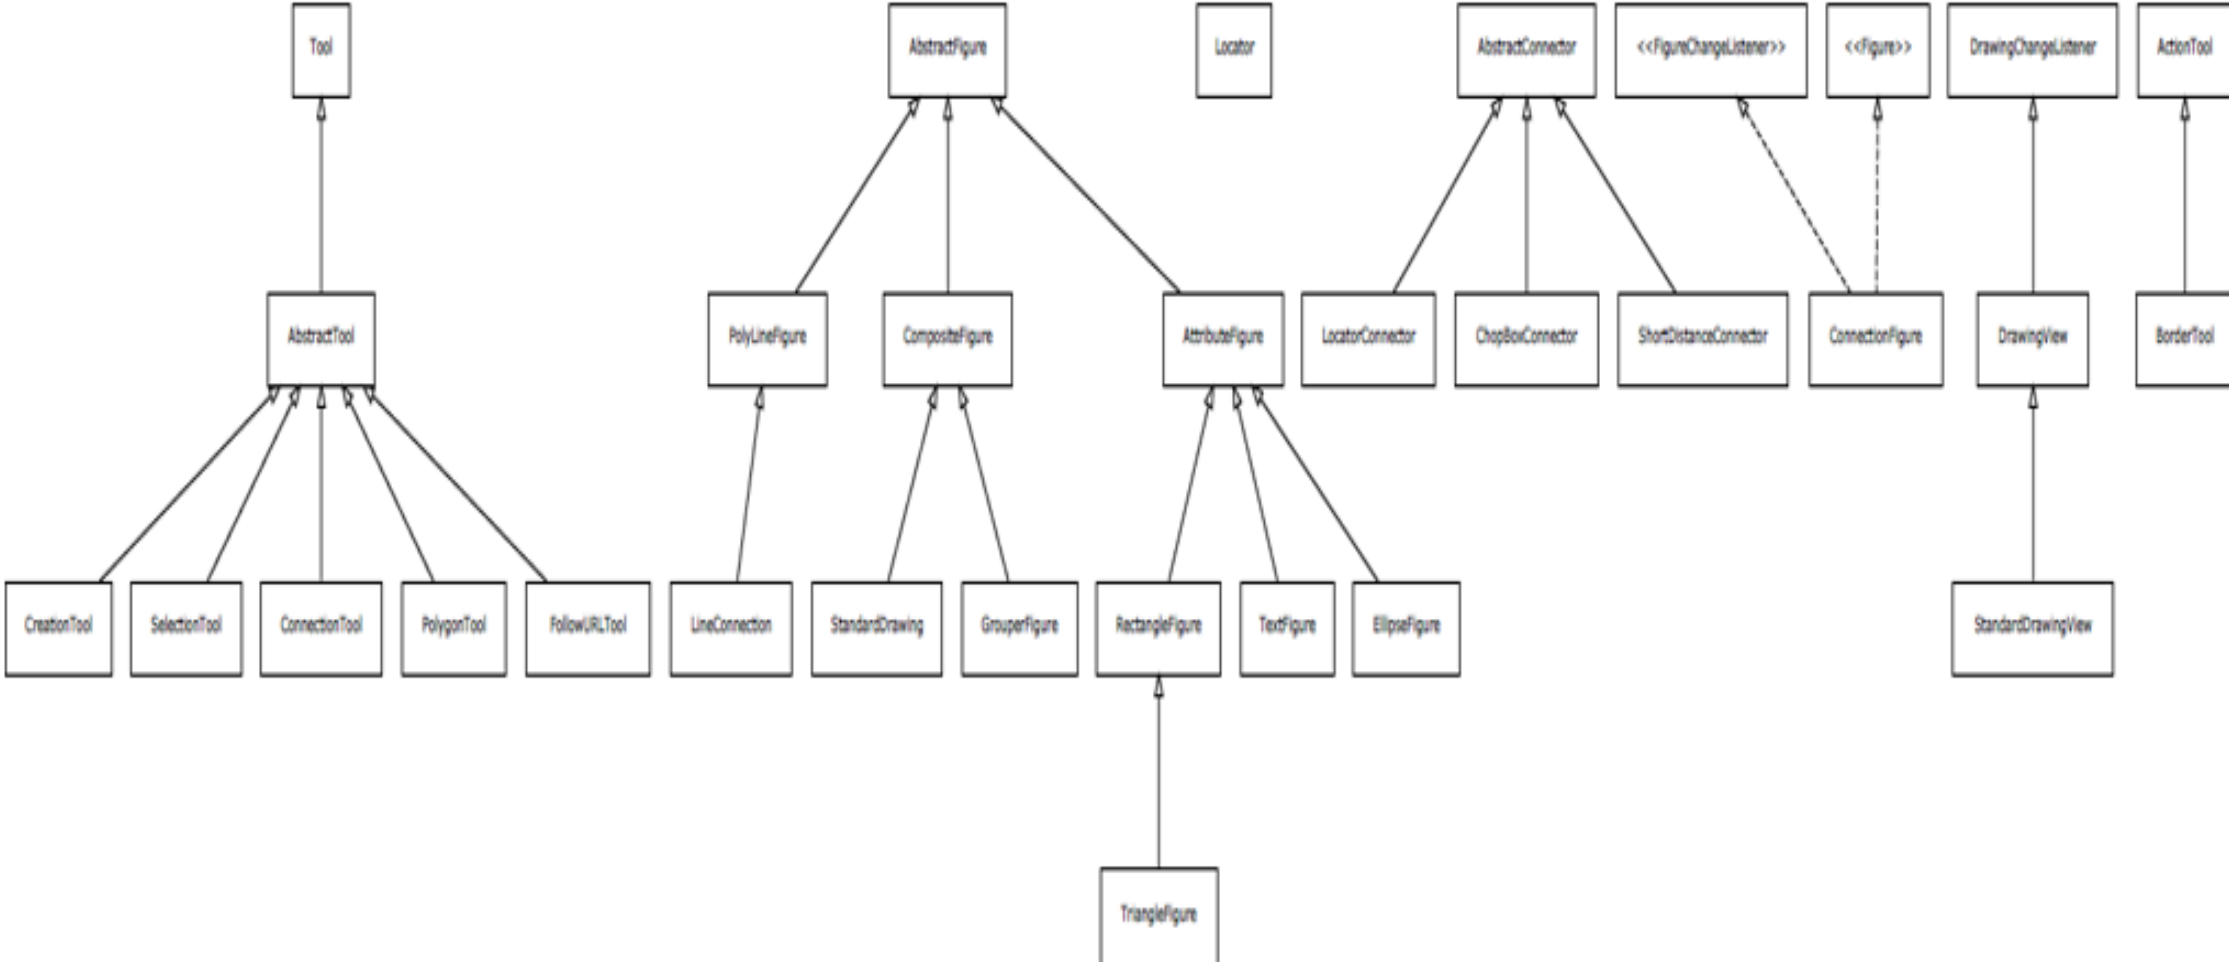 Tool
AbstractFigure
Locator
AbstractConnector
<<FigureChangeListener>>
<<Figure>>
DrawingChangeListener
ActionTool
AbstractTool
PolyLineFigure
CompositeFigure
AttributeFigure
LocatorConnector
ChopBoxConnector
ShortDistanceConnector
ConnectionFigure
DrawingView
BorderTool
CreationTool
SelectionTool
ConnectionTool
PolygonTool
FollowURLTool
LineConnection
StandardDrawing
GrouperFigure
RectangleFigure
TextFigure
EllipseFigure
StandardDrawingView
TriangleFigure